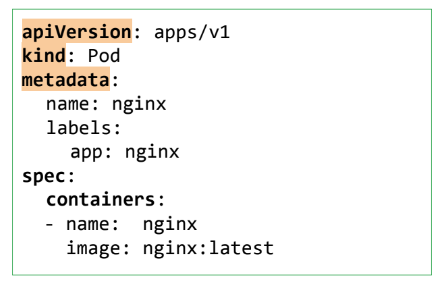 apiVersion: apps/v1
kind: Pod
metadata:
  name: nginx
  labels:
    app: nginx
spec:
  containers:
  - name:  nginx
    image: nginx:latest